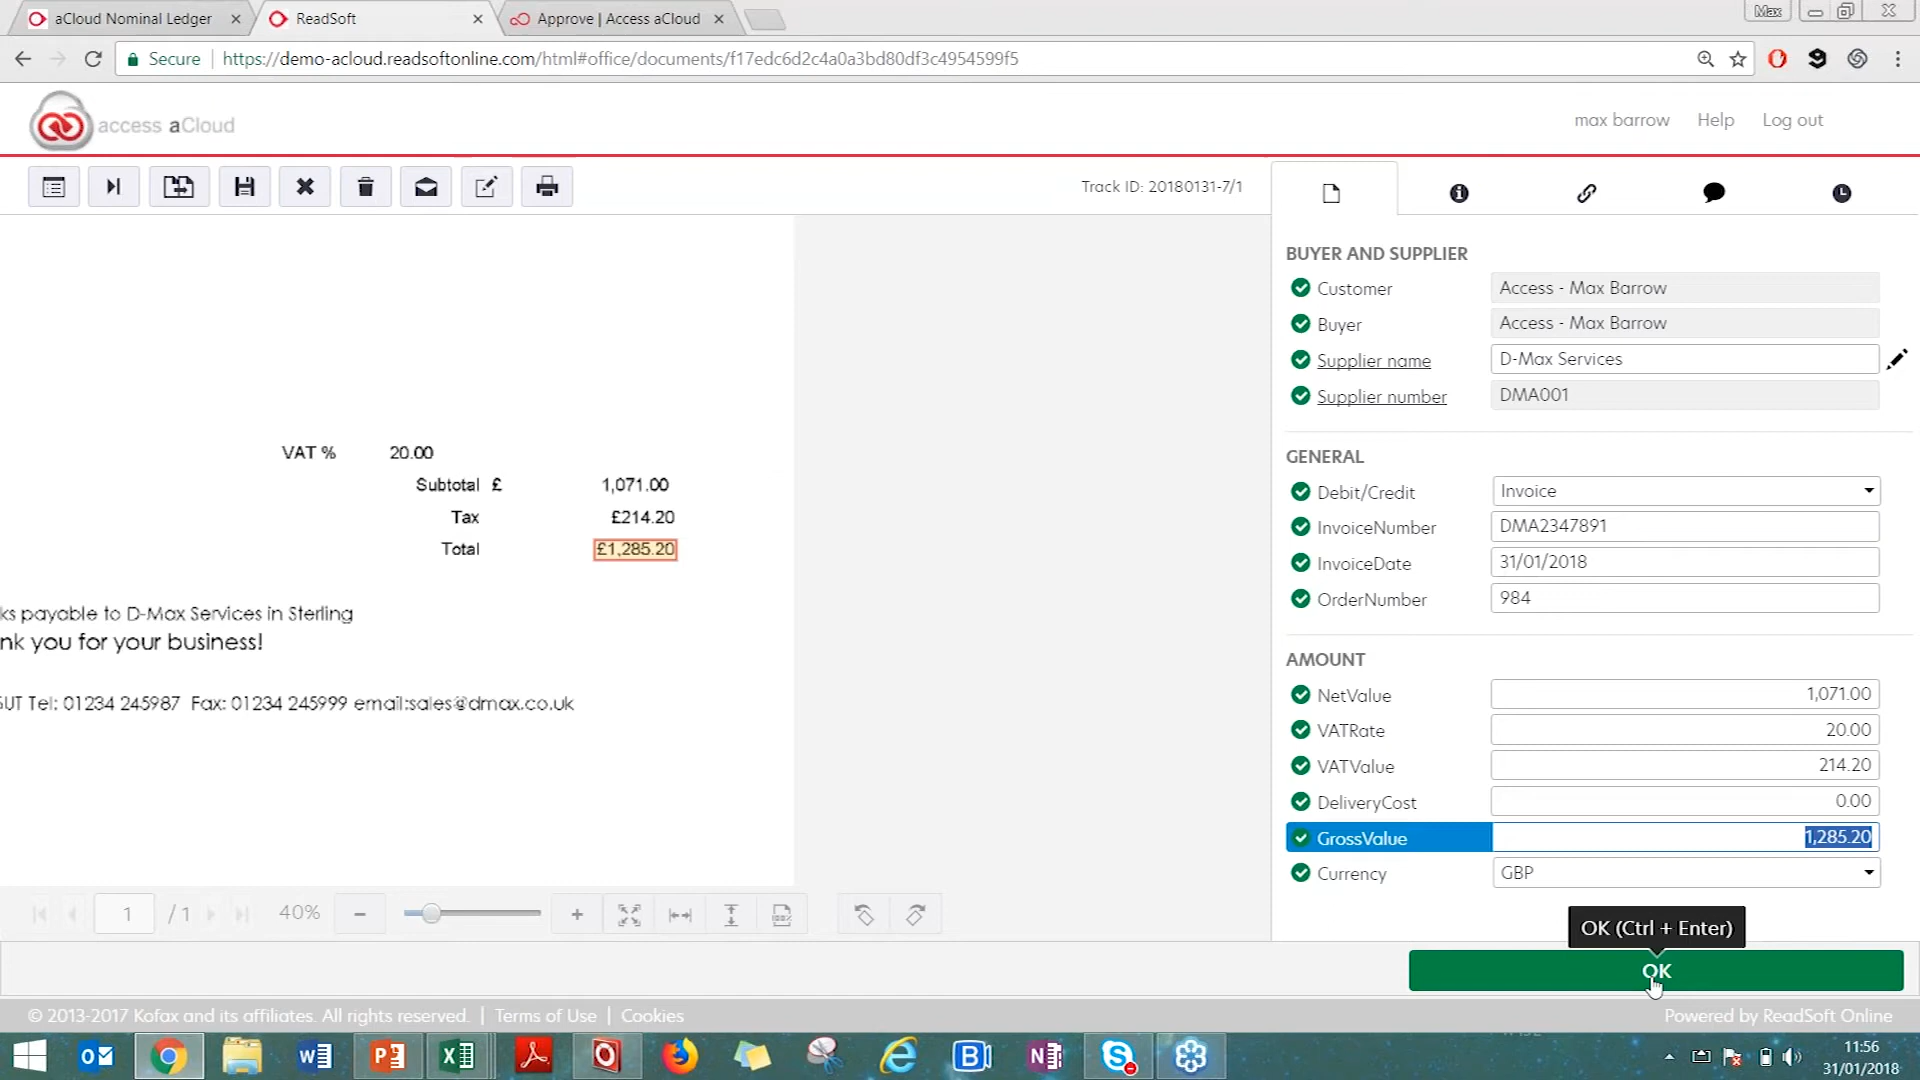 aCloud Nominal Ledger
ReadSoft
Approve | Access aCloud
Max
Secure
https://demo-acloud.readsoftonline.com/html#office/documents/f17edc6d2c4a0a3bd80df3c4954599f5
access aCloud
max barrow
Help
Log out
Track ID: 20180131-7/1
VAT % 20.00
Subtotal £ 1,071.00
Tax £214.20
Total £1,285.20
ks payable to D-Max Services in Sterling
nk you for your business!
Tel: 01234 245987 Fax: 01234 245999 email:sales@dmax.co.uk
1 / 1
40%
BUYER AND SUPPLIER
Customer Access - Max Barrow
Buyer Access - Max Barrow
Supplier name D-Max Services
Supplier number DMA001
GENERAL
Debit/Credit Invoice
InvoiceNumber DMA2347891
InvoiceDate 31/01/2018
OrderNumber 984
AMOUNT
NetValue 1,071.00
VATRate 20.00
VATValue 214.20
DeliveryCost 0.00
GrossValue 1,285.20
Currency GBP
OK (Ctrl + Enter)
OK
© 2013-2017 Kofax and its affiliates. All rights reserved. | Terms of Use | Cookies
Powered by ReadSoft Online
11:56
31/01/2018